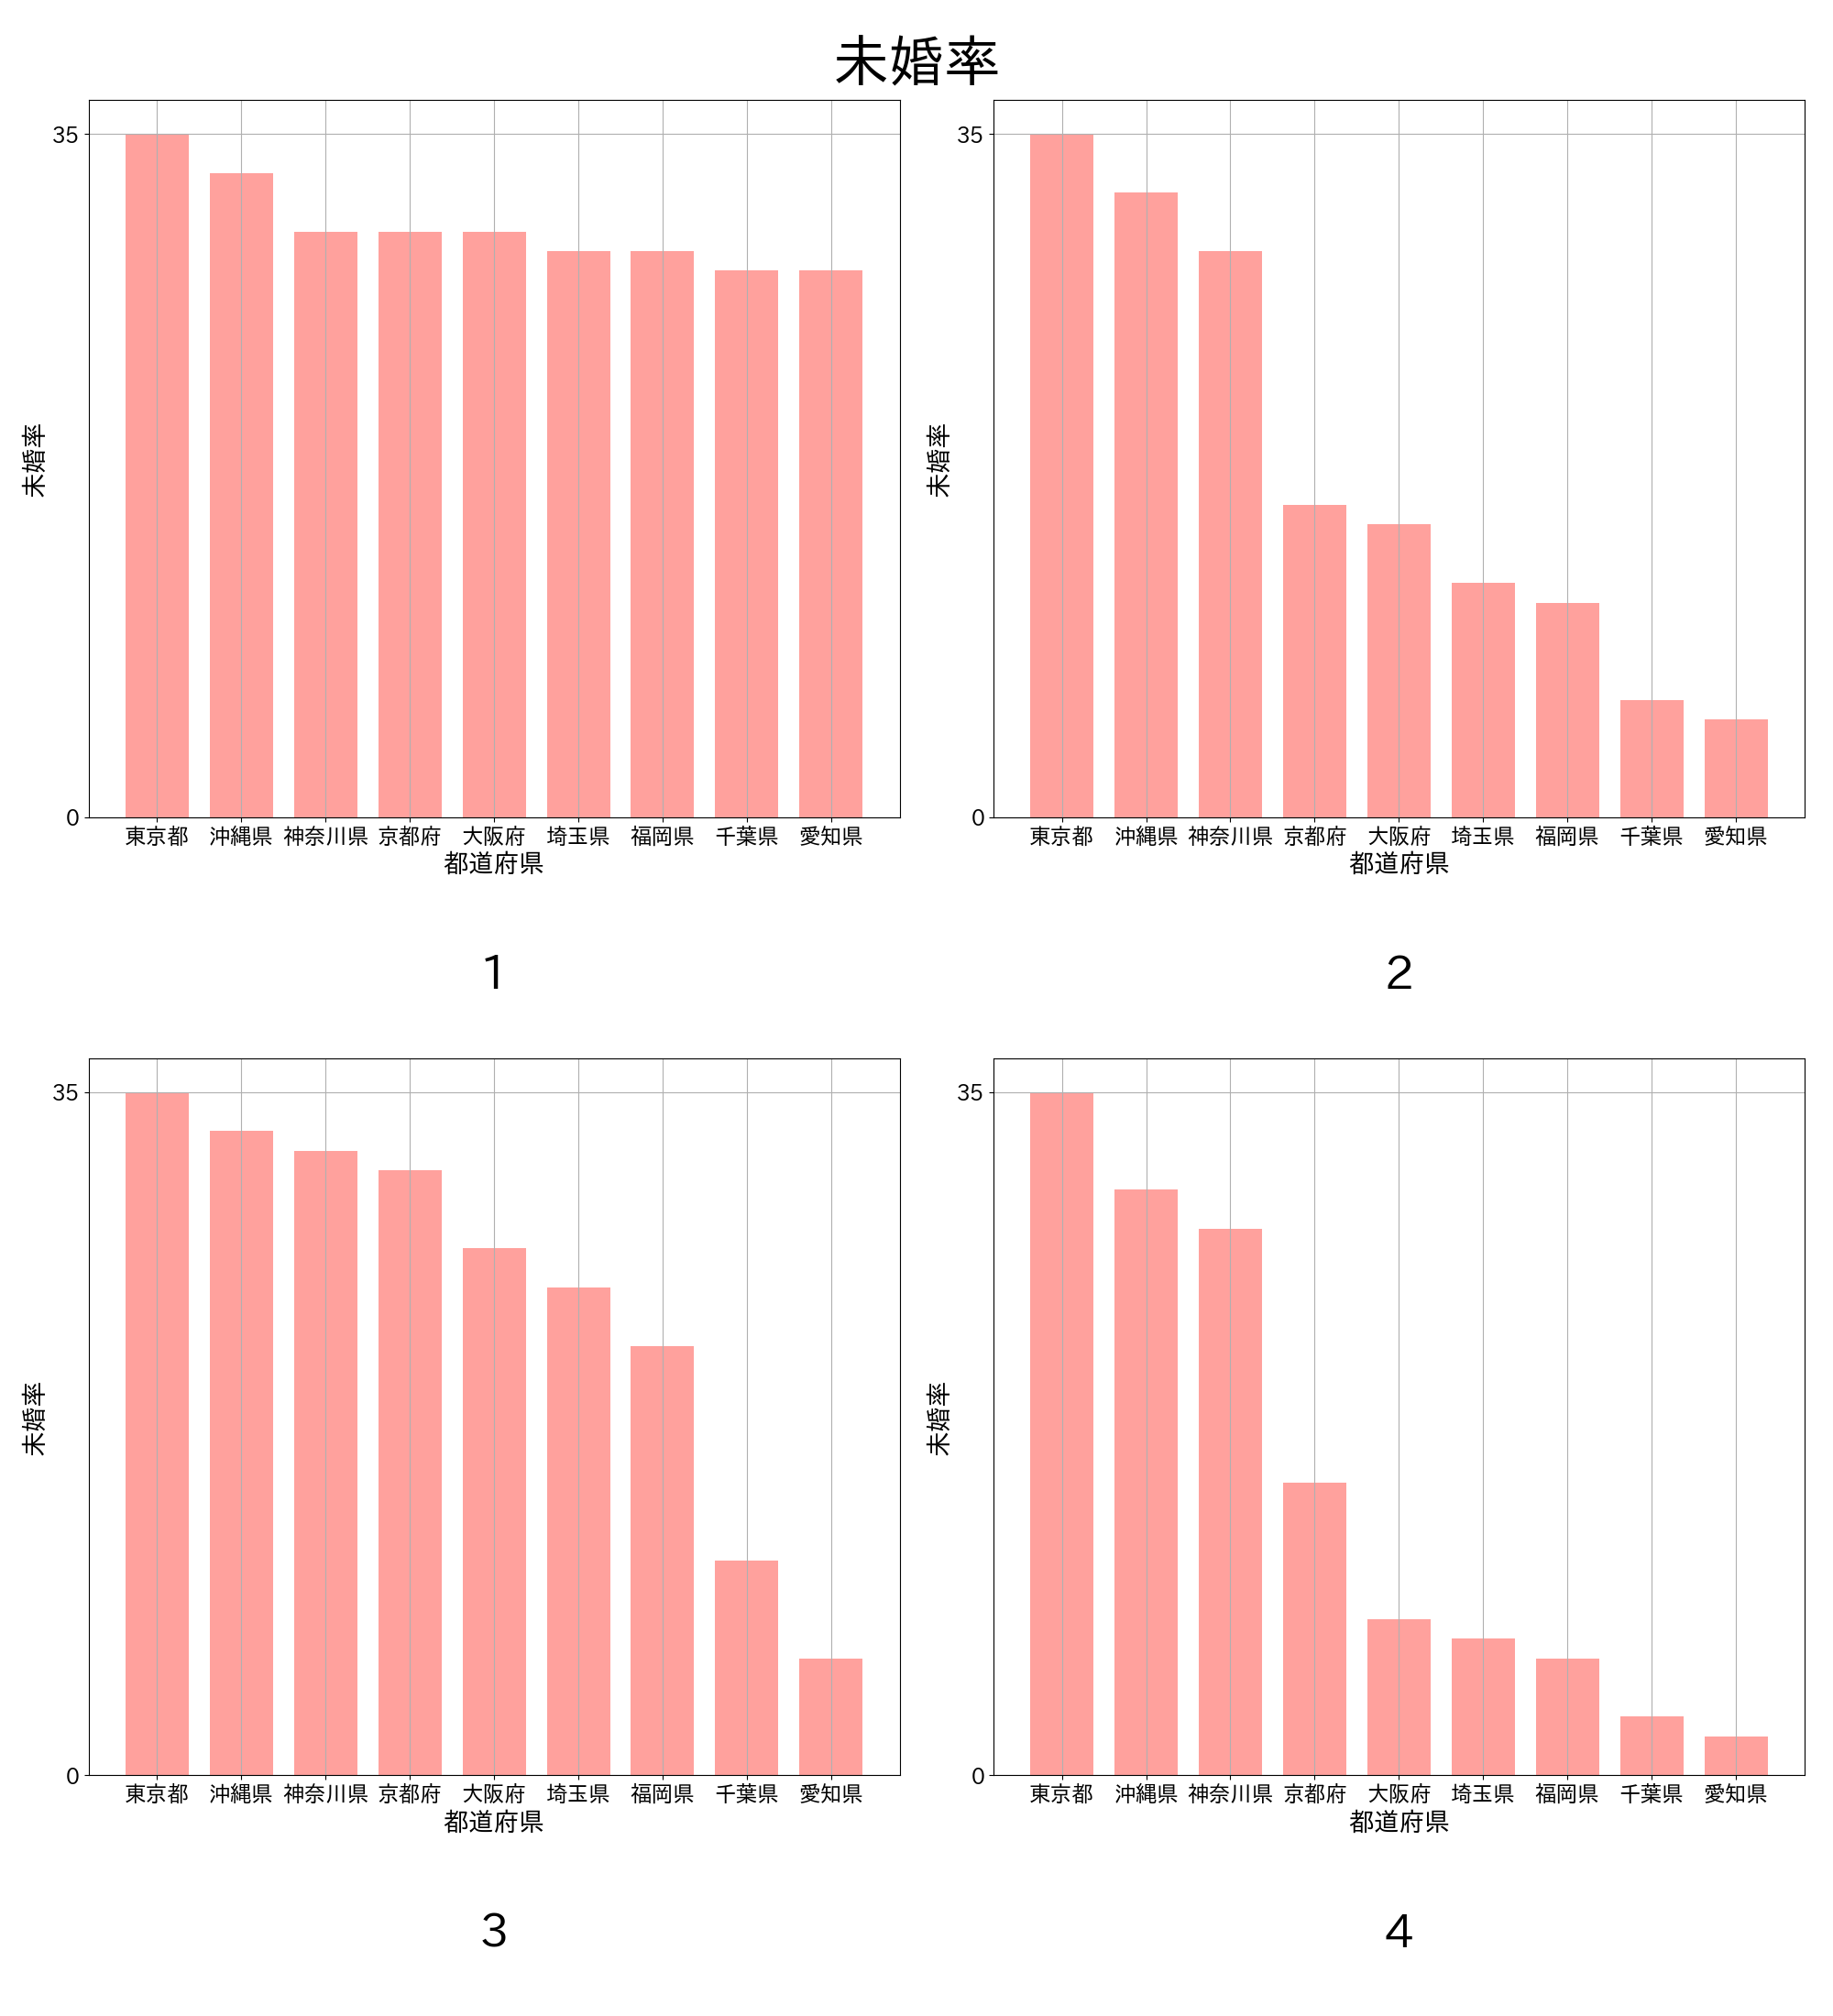 未婚率
35
0
未婚率
東京都 沖縄県 神奈川県 京都府 大阪府 埼玉県 福岡県 千葉県 愛知県
都道府県
1
35
0
未婚率
東京都 沖縄県 神奈川県 京都府 大阪府 埼玉県 福岡県 千葉県 愛知県
都道府県
2
35
0
未婚率
東京都 沖縄県 神奈川県 京都府 大阪府 埼玉県 福岡県 千葉県 愛知県
都道府県
3
35
0
未婚率
東京都 沖縄県 神奈川県 京都府 大阪府 埼玉県 福岡県 千葉県 愛知県
都道府県
4